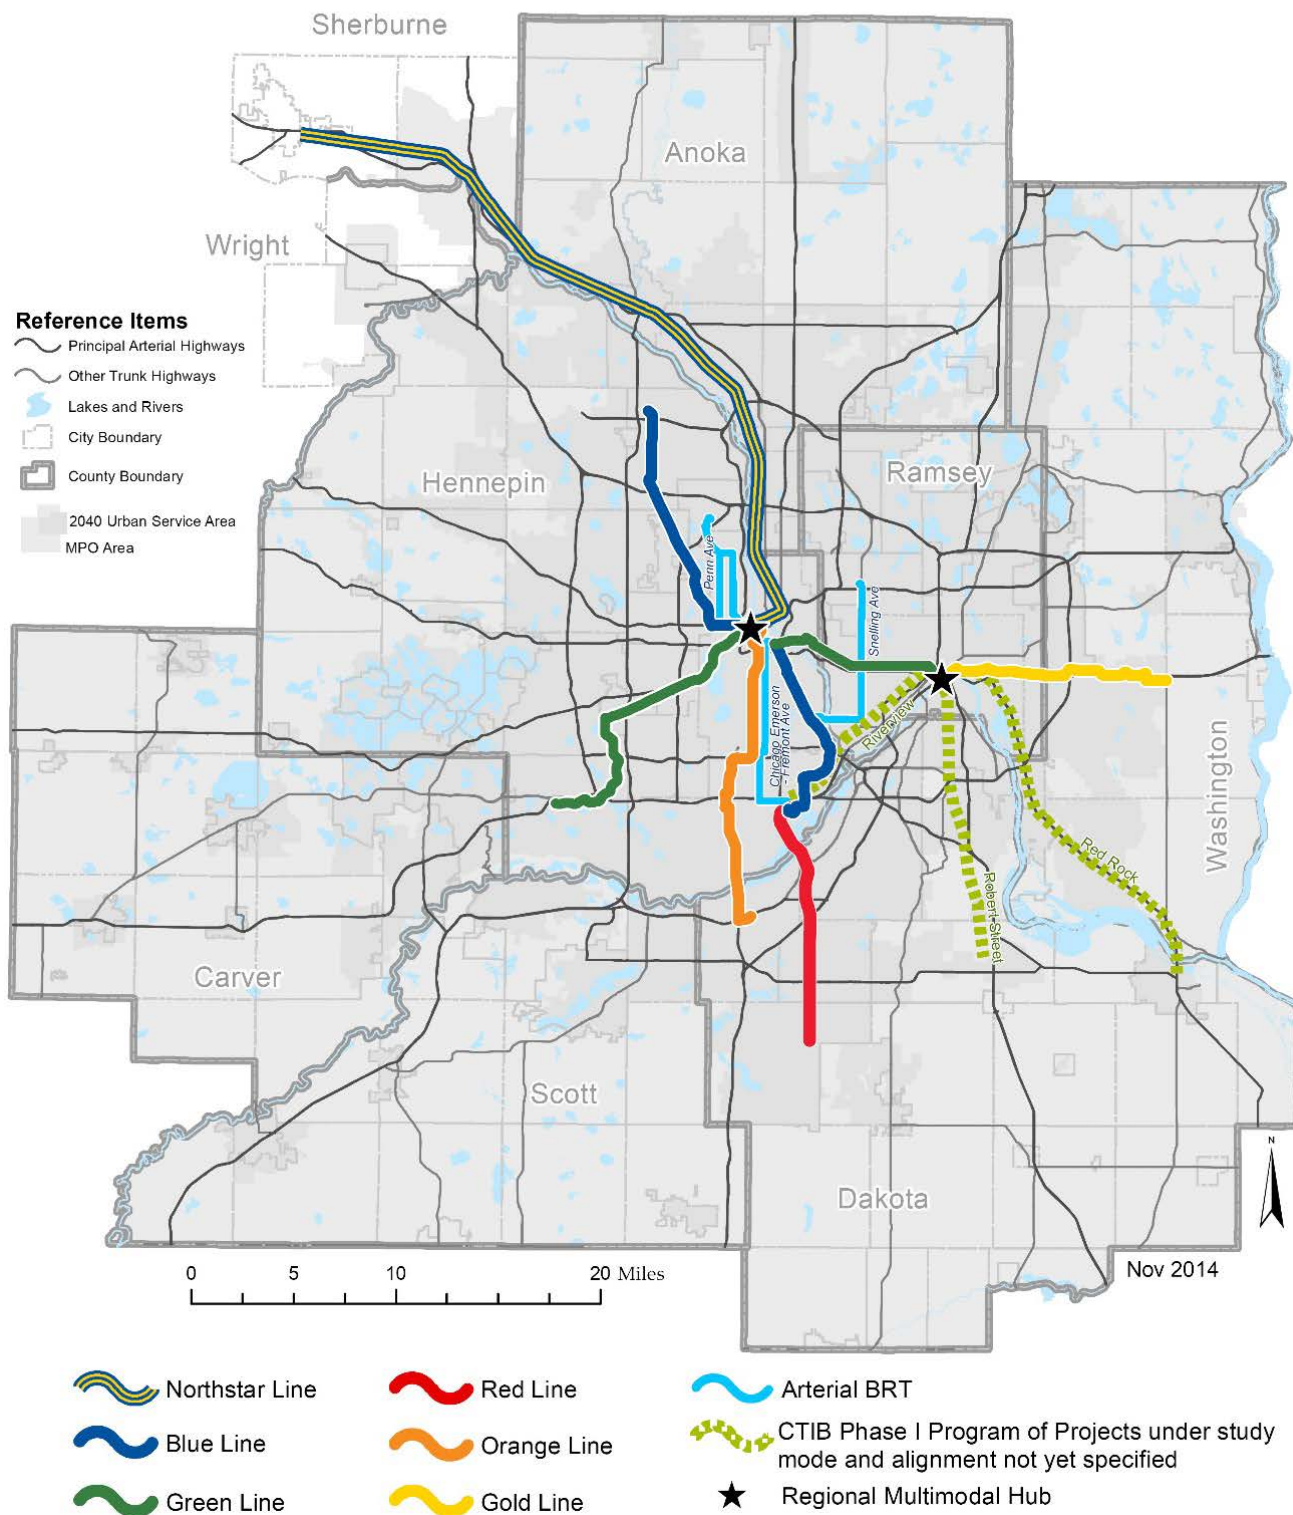 Sherburne
Anoka
Wright
Reference Items
Principal Arterial Highways
Other Trunk Highways
Lakes and Rivers
City Boundary
County Boundary
2040 Urban Service Area
MPO Area
Hennepin
Ramsey
Penn Ave
Snelling Ave
Chicago Emerson
- Fremont Ave
Riverview
Washington
Red Rock
Robert Street
Carver
Scott
Dakota
N
Nov 2014
0 5 10 20 Miles
Northstar Line
Blue Line
Green Line
Red Line
Orange Line
Gold Line
Arterial BRT
CTIB Phase I Program of Projects under study
mode and alignment not yet specified
Regional Multimodal Hub